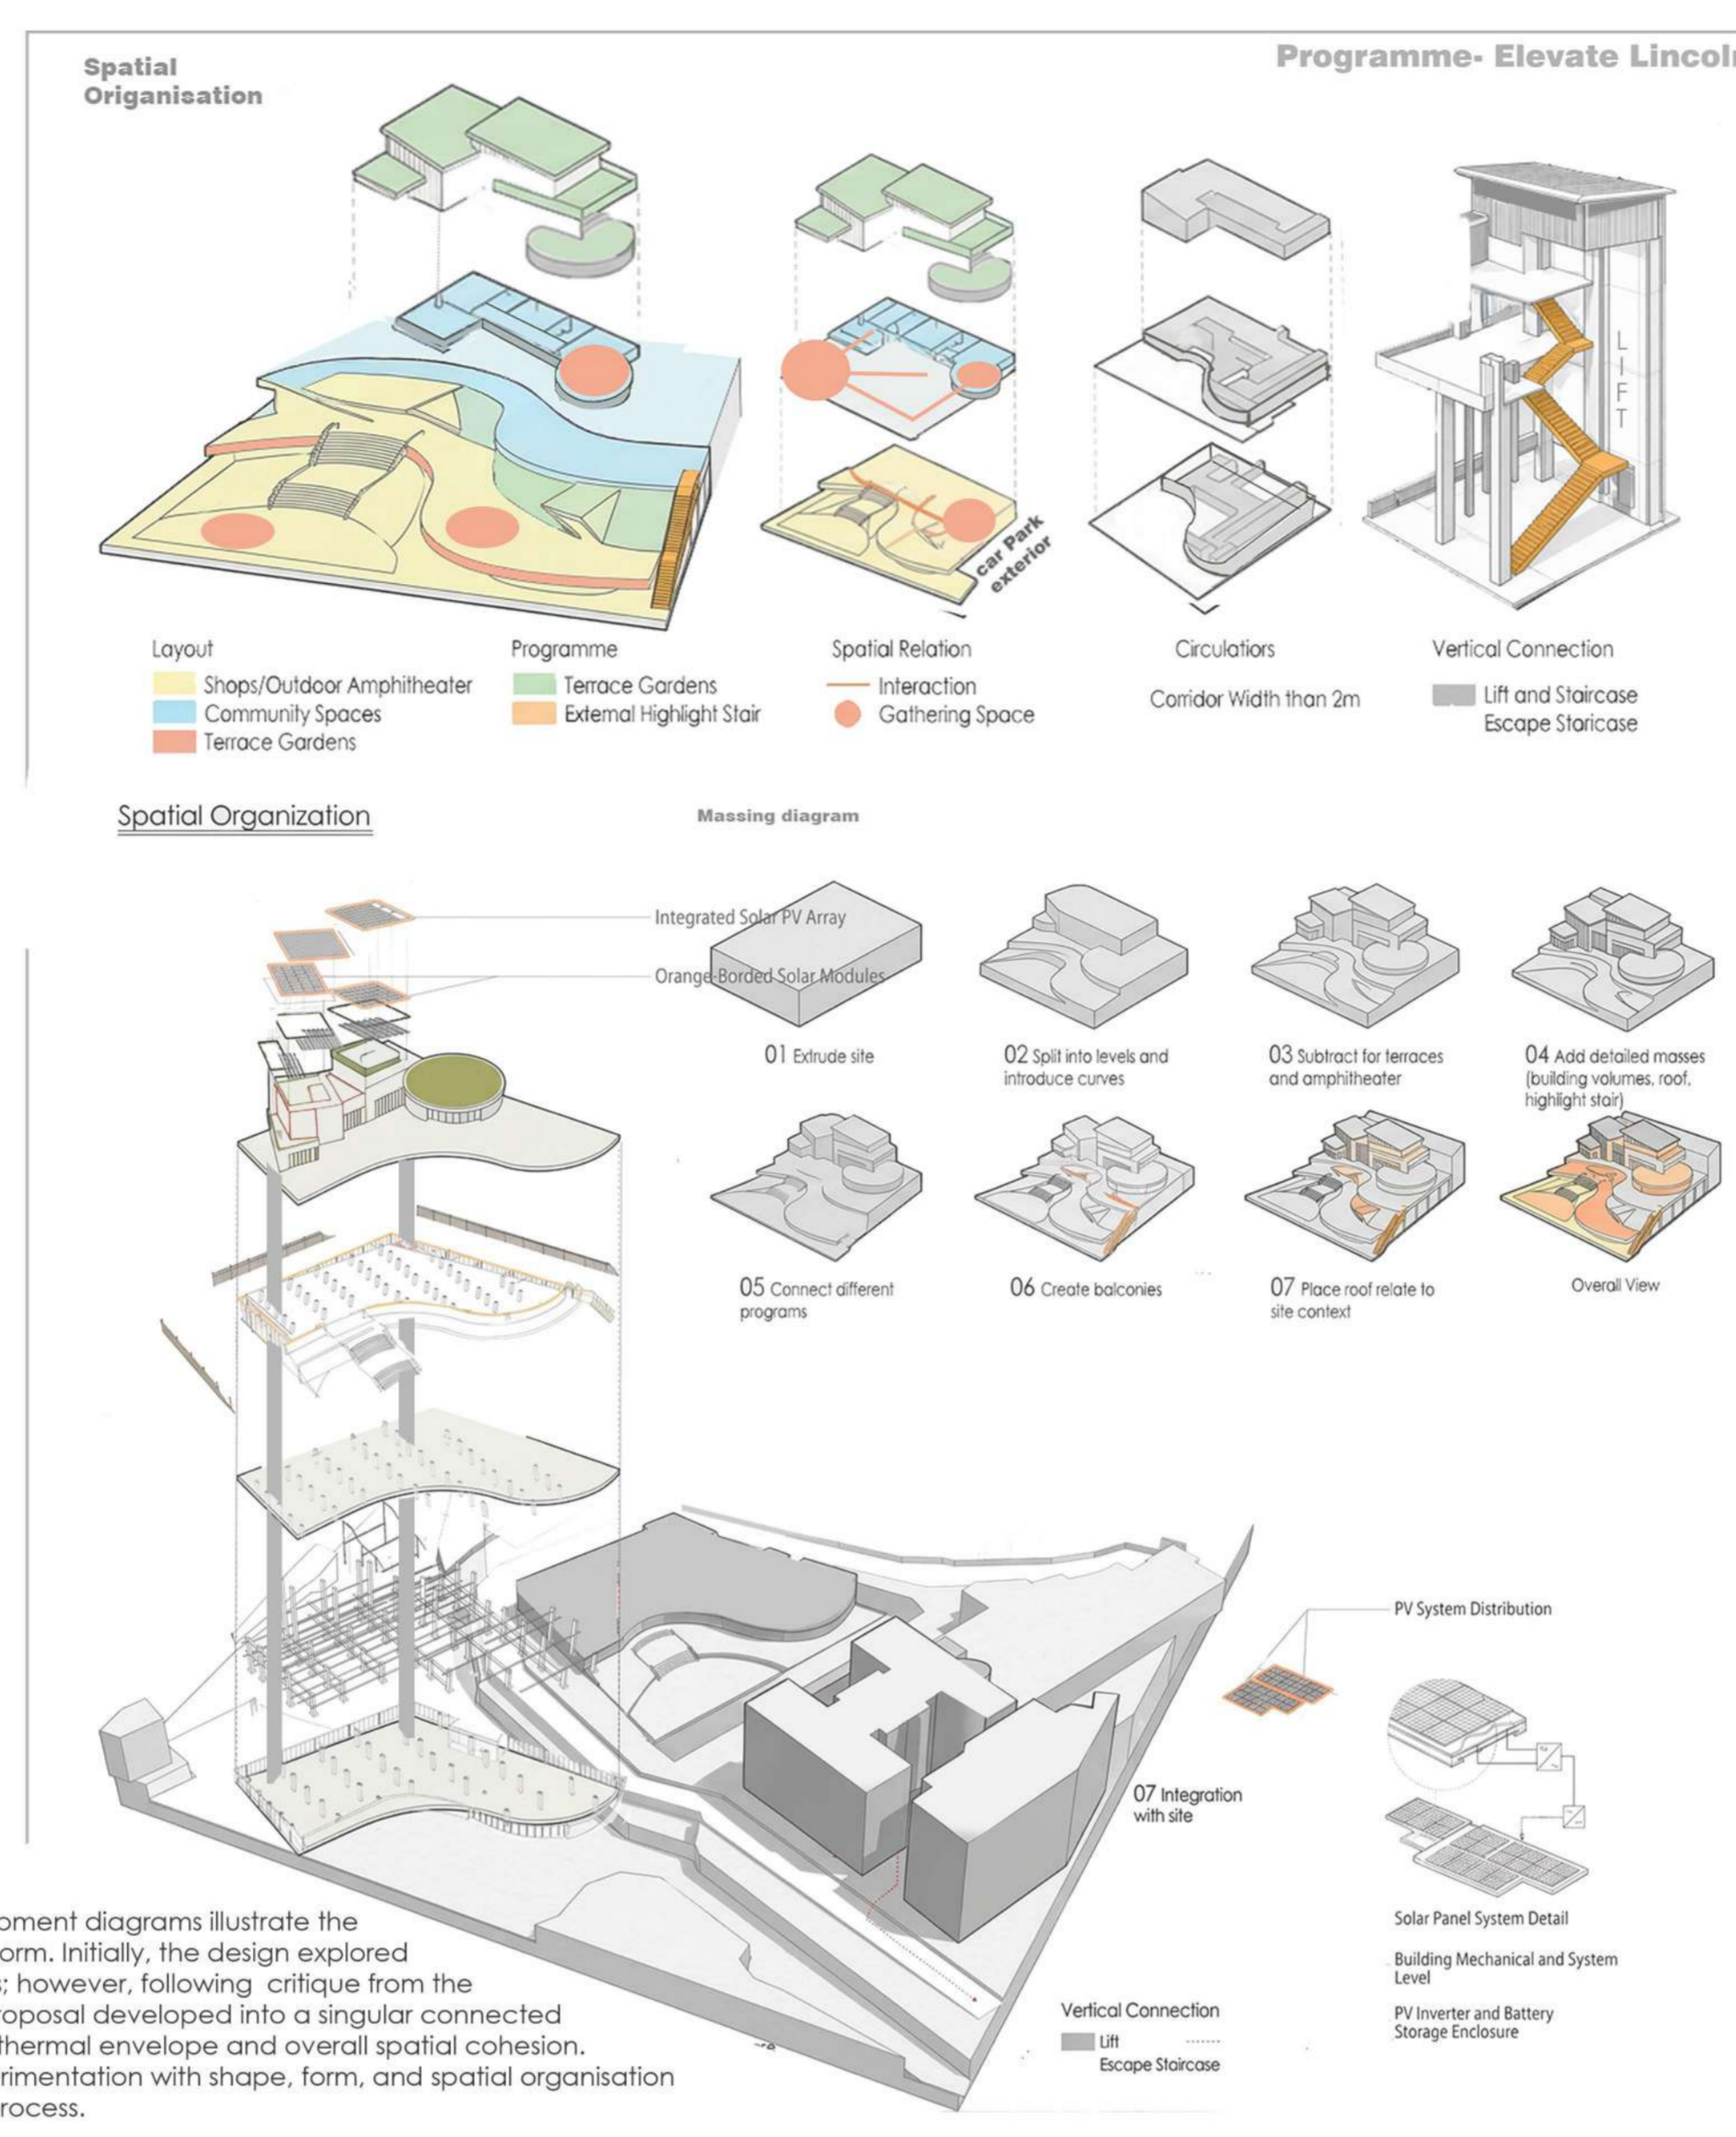 Spatial
Origanisation
Programme- Elevate Lincoln
car Park
exterior
LIFT
Layout
Shops/Outdoor Amphitheater
Community Spaces
Terrace Gardens
Programme
Terrace Gardens
External Highlight Stair
Spatial Relation
Interaction
Gathering Space
Circulatiors
Corridor Width than 2m
Vertical Connection
Lift and Staircase
Escape Staricase
Spatial Organization
Massing diagram
Integrated Solar PV Array
Orange-Borded Solar Modules
01 Extrude site
02 Split into levels and
introduce curves
03 Subtract for terraces
and amphitheater
04 Add detailed masses
(building volumes, roof,
highlight stair)
05 Connect different
programs
06 Create balconies
07 Place roof relate to
site context
Overall View
PV System Distribution
07 Integration
with site
Solar Panel System Detail
Building Mechanical and System
Level
PV Inverter and Battery
Storage Enclosure
Vertical Connection
Lift
Escape Staircase
oment diagrams illustrate the
orm. Initially, the design explored
s; however, following critique from the
roposal developed into a singular connected
thermal envelope and overall spatial cohesion.
rimentation with shape, form, and spatial organisation
rocess.